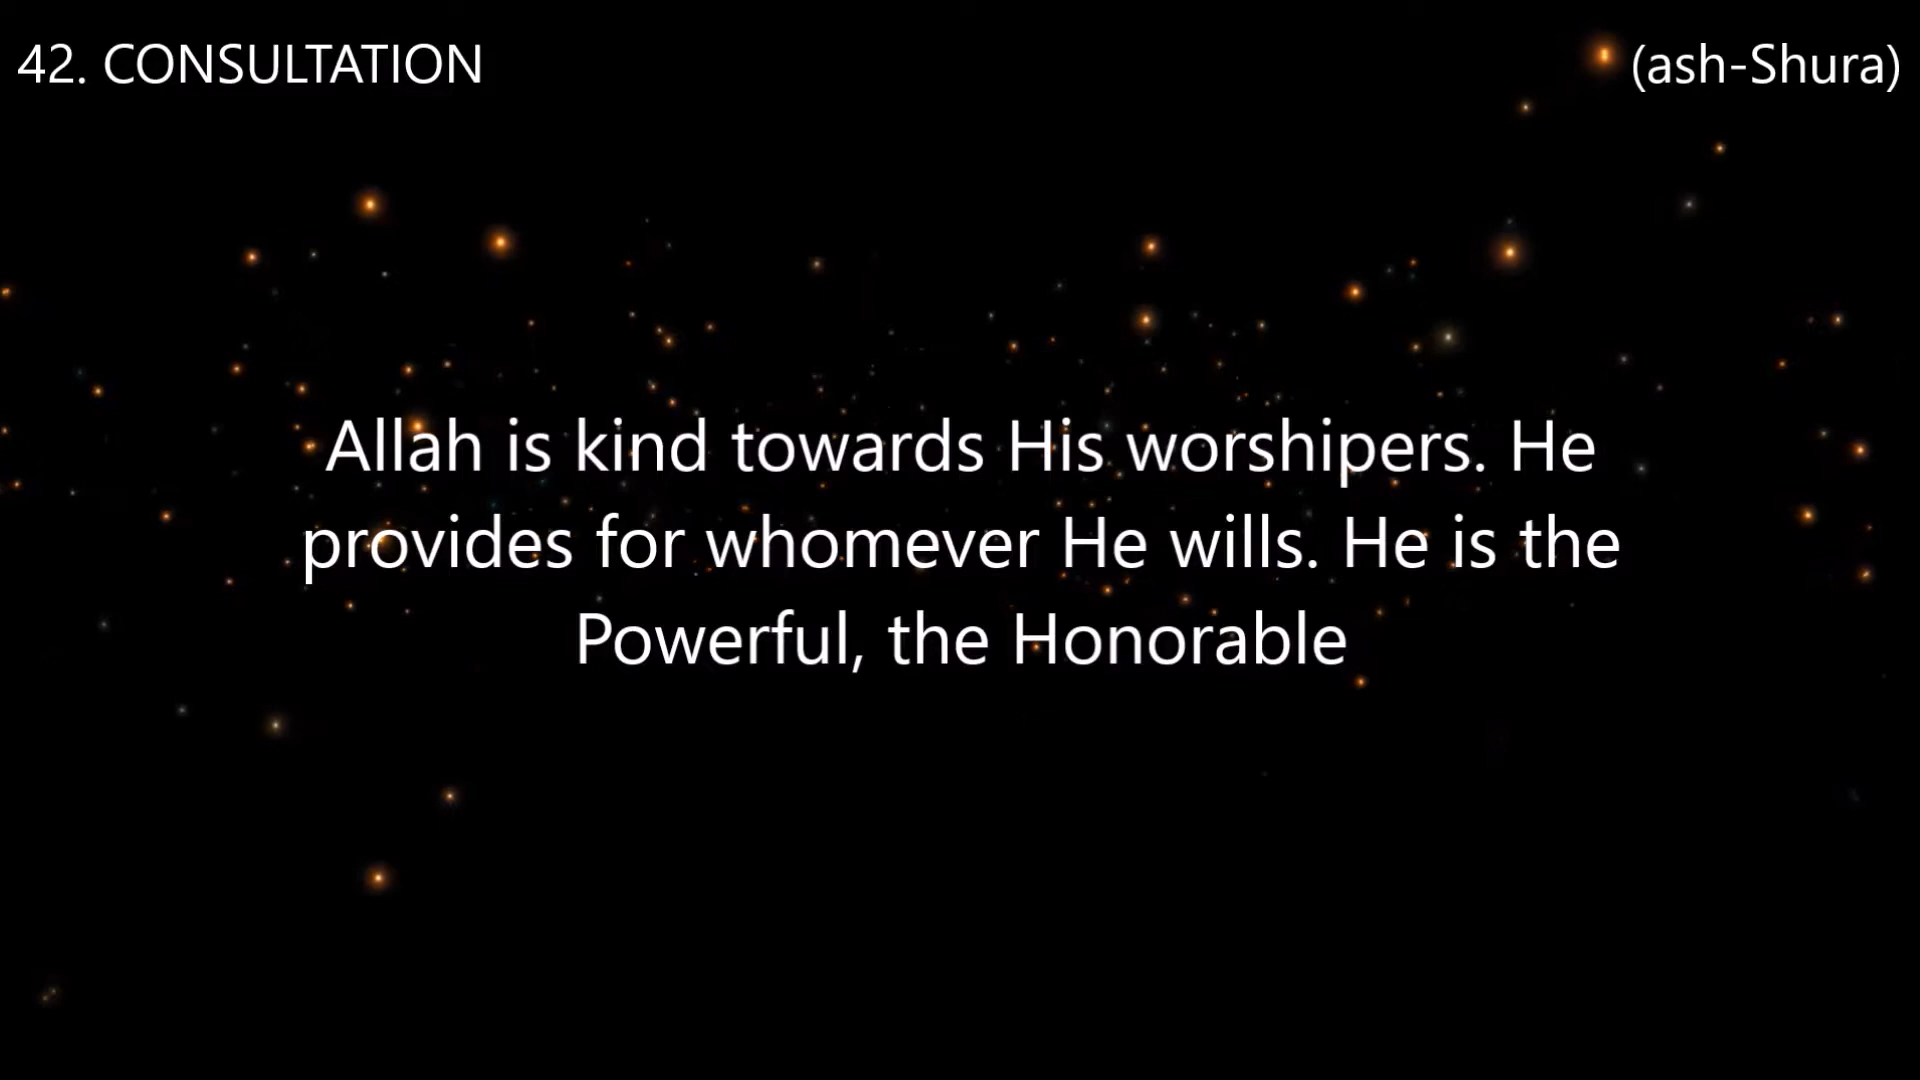 42. CONSULTATION
(ash-Shura)
Allah is kind towards His worshipers. He
provides for whomever He wills. He is the
Powerful, the Honorable